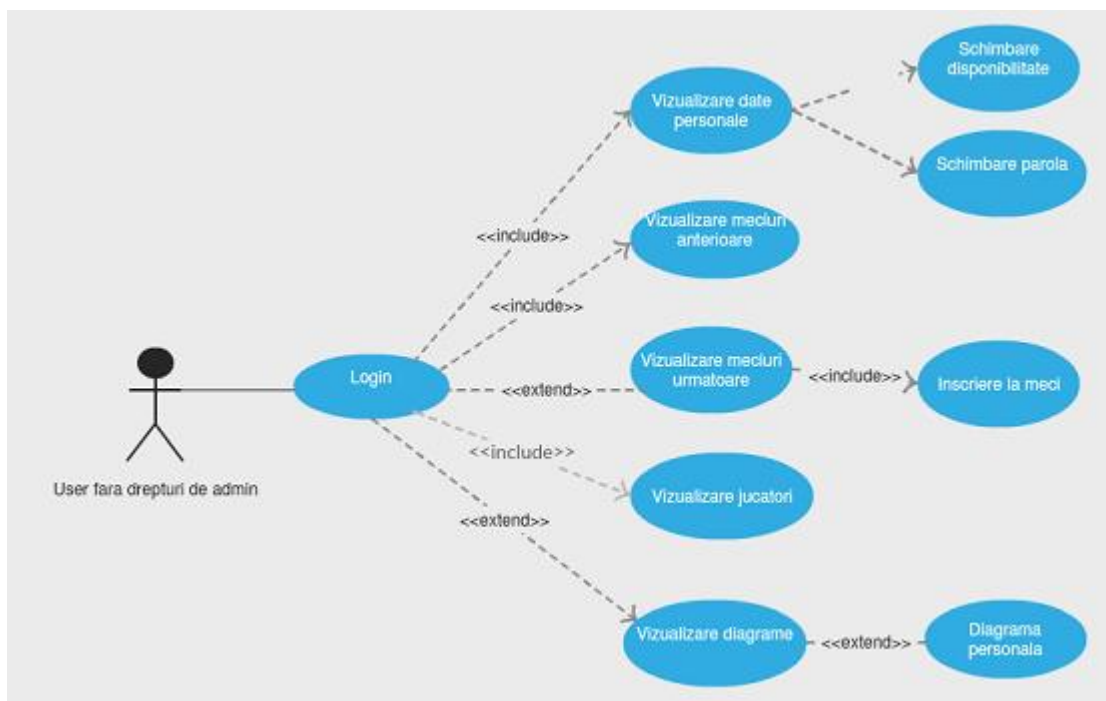 Schimbare
disponibilitate
Vizualizare date
personale
Schimbare parola
Vizualizare meciuri
anterioare
<<include>>
<<include>>
Login
Vizualizare meciuri
urmatoare
<<include>>
Inscriere la meci
<<extend>>
<<include>>
User fara drepturi de admin
Vizualizare jucatori
<<extend>>
Vizualizare diagrame
<<extend>>
Diagrama
personala